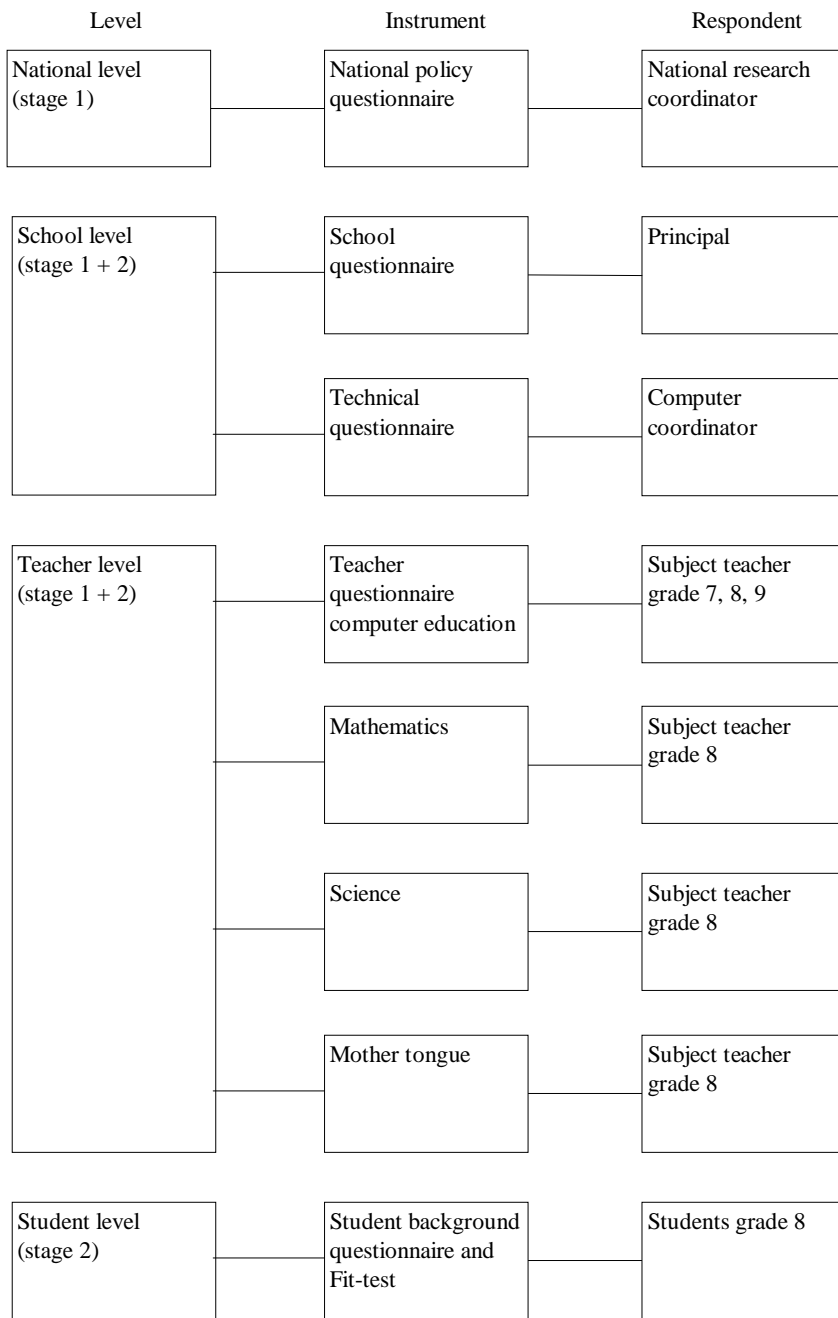 Level
Instrument
Respondent
National level
(stage 1)
National policy
questionnaire
National research
coordinator
School level
(stage 1 + 2)
School
questionnaire
Principal
Technical
questionnaire
Computer
coordinator
Teacher level
(stage 1 + 2)
Teacher
questionnaire
computer education
Subject teacher
grade 7, 8, 9
Mathematics
Subject teacher
grade 8
Science
Subject teacher
grade 8
Mother tongue
Subject teacher
grade 8
Student level
(stage 2)
Student background
questionnaire and
Fit-test
Students grade 8